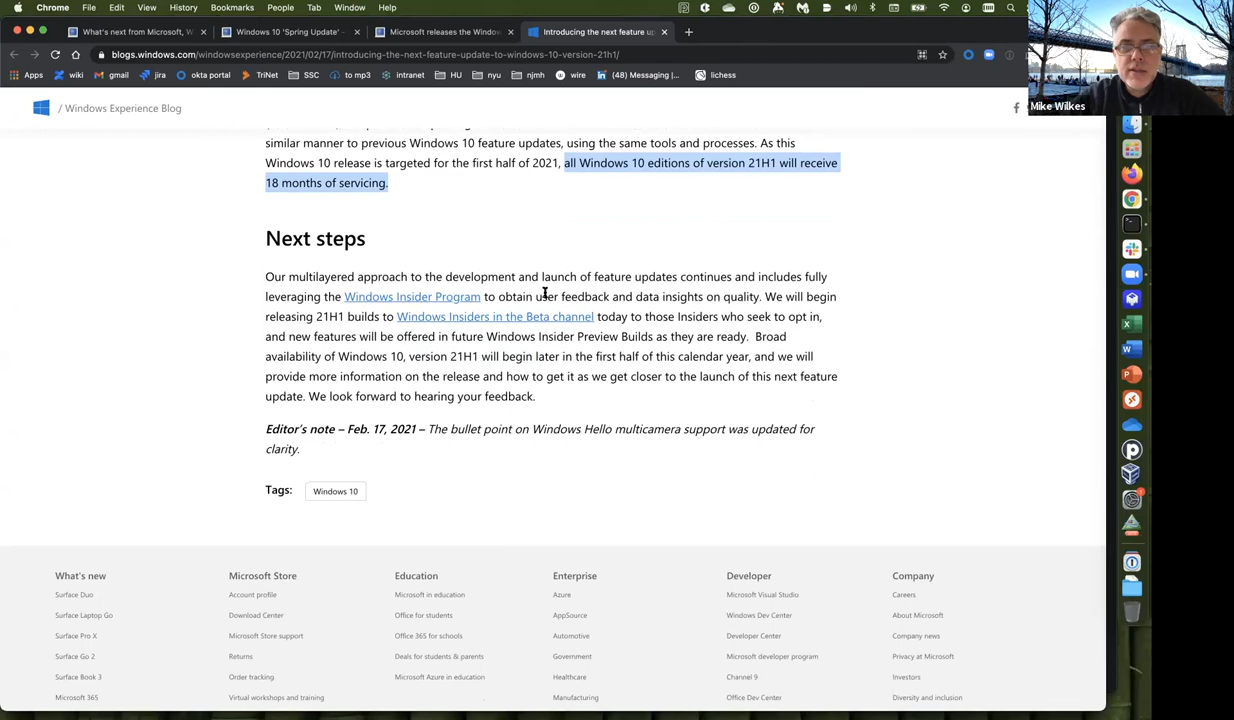 Chrome File Edit View History Bookmarks People Tab Window Help
What's next from Microsoft, W
Windows 10 'Spring Update' -
Microsoft releases the Window
Introducing the next feature up
blogs.windows.com/windowsexperience/2021/02/17/introducing-the-next-feature-update-to-windows-10-version-21h1/
Apps wiki gmail jira okta portal TriNet SSC to mp3 intranet HU nyu njmh wire (48) Messaging |... lichess
Mike Wilkes
/ Windows Experience Blog
similar manner to previous Windows 10 feature updates, using the same tools and processes. As this
Windows 10 release is targeted for the first half of 2021, all Windows 10 editions of version 21H1 will receive
18 months of servicing.
Next steps
Our multilayered approach to the development and launch of feature updates continues and includes fully
leveraging the Windows Insider Program to obtain user feedback and data insights on quality. We will begin
releasing 21H1 builds to Windows Insiders in the Beta channel today to those Insiders who seek to opt in,
and new features will be offered in future Windows Insider Preview Builds as they are ready. Broad
availability of Windows 10, version 21H1 will begin later in the first half of this calendar year, and we will
provide more information on the release and how to get it as we get closer to the launch of this next feature
update. We look forward to hearing your feedback.
Editor's note – Feb. 17, 2021 – The bullet point on Windows Hello multicamera support was updated for
clarity.
Tags: Windows 10
What's new
Surface Duo
Surface Laptop Go
Surface Pro X
Surface Go 2
Surface Book 3
Microsoft 365
Microsoft Store
Account profile
Download Center
Microsoft Store support
Returns
Order tracking
Virtual workshops and training
Education
Microsoft in education
Office for students
Office 365 for schools
Deals for students & parents
Microsoft Azure in education
Enterprise
Azure
AppSource
Automotive
Government
Healthcare
Manufacturing
Developer
Microsoft Visual Studio
Windows Dev Center
Developer Center
Microsoft developer program
Channel 9
Office Dev Center
Company
Careers
About Microsoft
Company news
Privacy at Microsoft
Investors
Diversity and inclusion